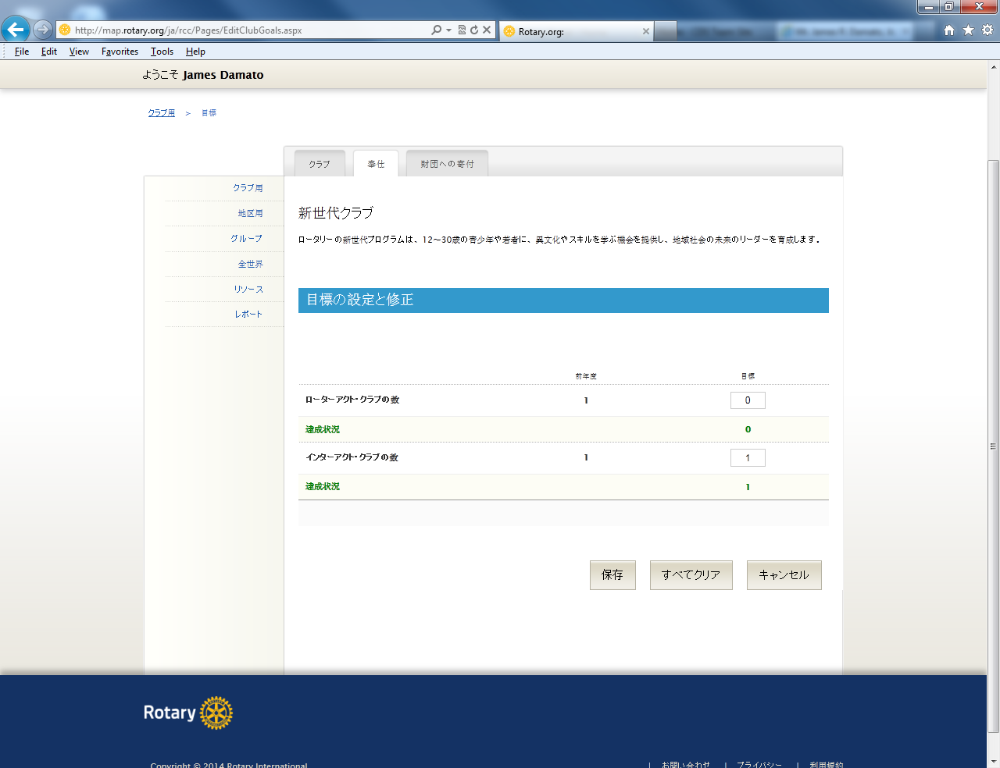 http://map.rotary.org/ja/rcc/Pages/EditClubGoals.aspx
Rotary.org:
File Edit View Favorites Tools Help
ようこそ James Damato
クラブ用 > 目標
クラブ 奉仕 財団への寄付
クラブ用
地区用
グループ
全世界
リソース
レポート
新世代クラブ
ロータリーの新世代プログラムは、12～30歳の青少年や若者に、異文化やスキルを学ぶ機会を提供し、地域社会の未来のリーダーを育成します。
目標の設定と修正
前年度 目標
ローターアクト・クラブの数 1 0
達成状況 0
インターアクト・クラブの数 1 1
達成状況 1
保存 すべてクリア キャンセル
Rotary
Copyright © 2014 Rotary International | お問い合わせ | プライバシー | 利用規約